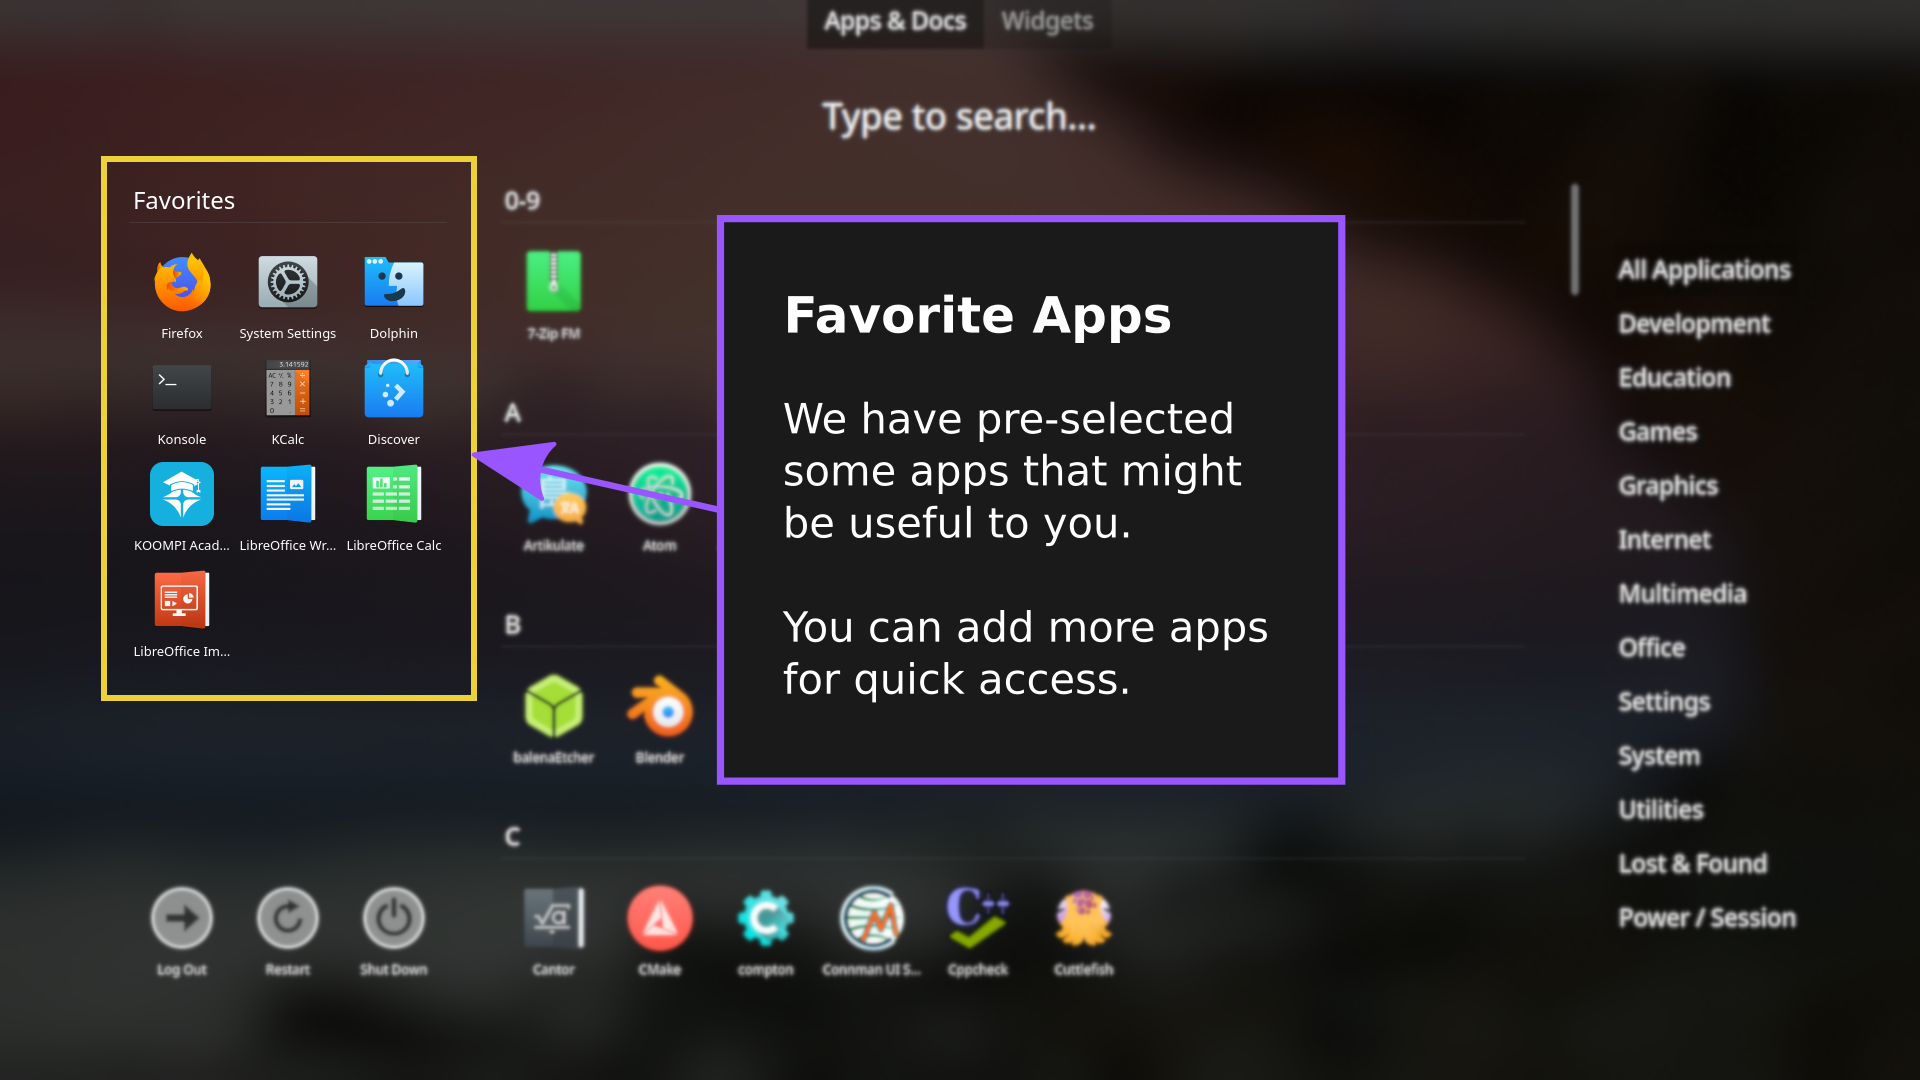 Apps & Docs Widgets
Type to search...
Favorites
Firefox System Settings Dolphin
3.141592
Konsole KCalc Discover
KOOMPI Acad... LibreOffice Wr... LibreOffice Calc
LibreOffice Im...
0-9
7-Zip FM
A
Artikulate Atom
B
balenaEtcher Blender
C
Cantor CMake compton Connman UI S... Cppcheck Cuttlefish
Log Out Restart Shut Down
Favorite Apps
We have pre-selected
some apps that might
be useful to you.
You can add more apps
for quick access.
All Applications
Development
Education
Games
Graphics
Internet
Multimedia
Office
Settings
System
Utilities
Lost & Found
Power / Session